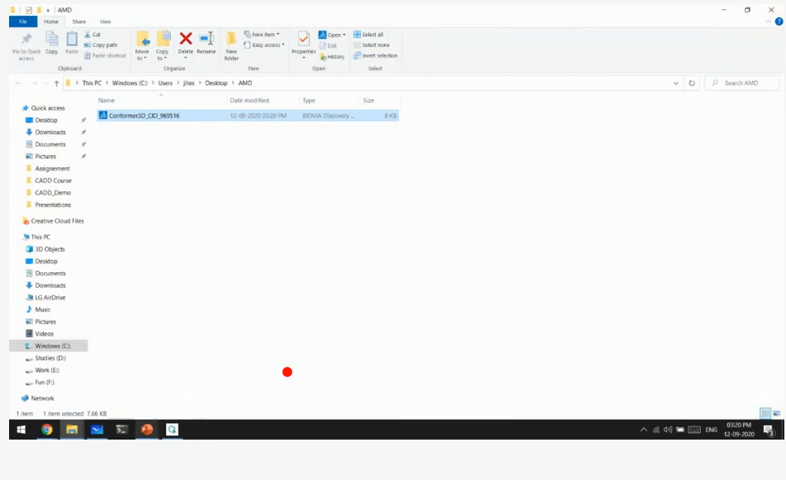 AMD
File Home Share View
Pin to Quick access
Copy
Paste
Cut
Copy path
Paste shortcut
Clipboard
Move to
Copy to
Delete
Rename
Organize
New folder
New item
Easy access
New
Properties
Open
Edit
History
Open
Select all
Select none
Invert selection
Select
This PC Windows (C:) Users jites Desktop AMD
Search AMD
Name Date modified Type Size
Conformer3D_CID_969516 12-09-2020 03:20 PM BIOVIA Discovery ... 8 KB
Quick access
Desktop
Downloads
Documents
Pictures
Assignement
CADD Course
CADD_Demo
Presentations
Creative Cloud Files
This PC
3D Objects
Desktop
Documents
Downloads
LG AirDrive
Music
Pictures
Videos
Windows (C:)
Studies (D:)
Work (E:)
Fun (F:)
Network
1 item 1 item selected 7.66 KB
ENG
03:20 PM
12-09-2020